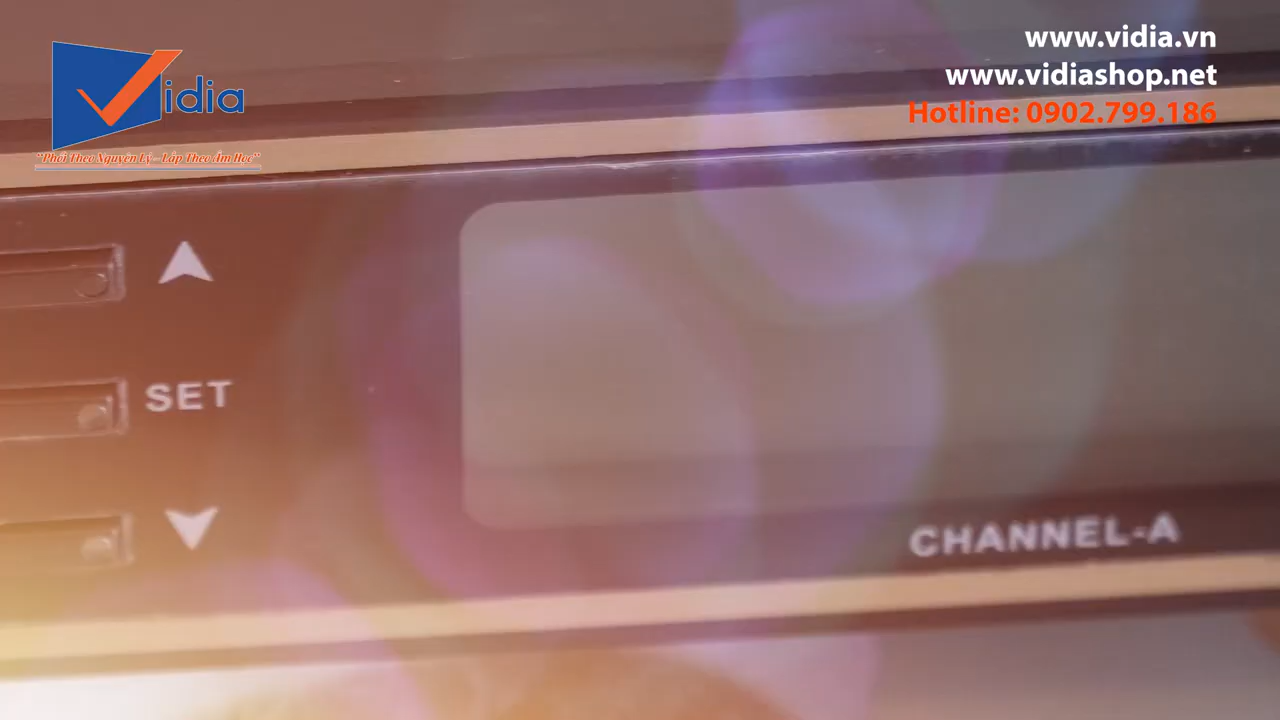 Vidia
"Phối Theo Nguyên Lý - Lắp Theo Âm Học"
www.vidia.vn
www.vidiashop.net
Hotline: 0902.799.186
SET
CHANNEL-A